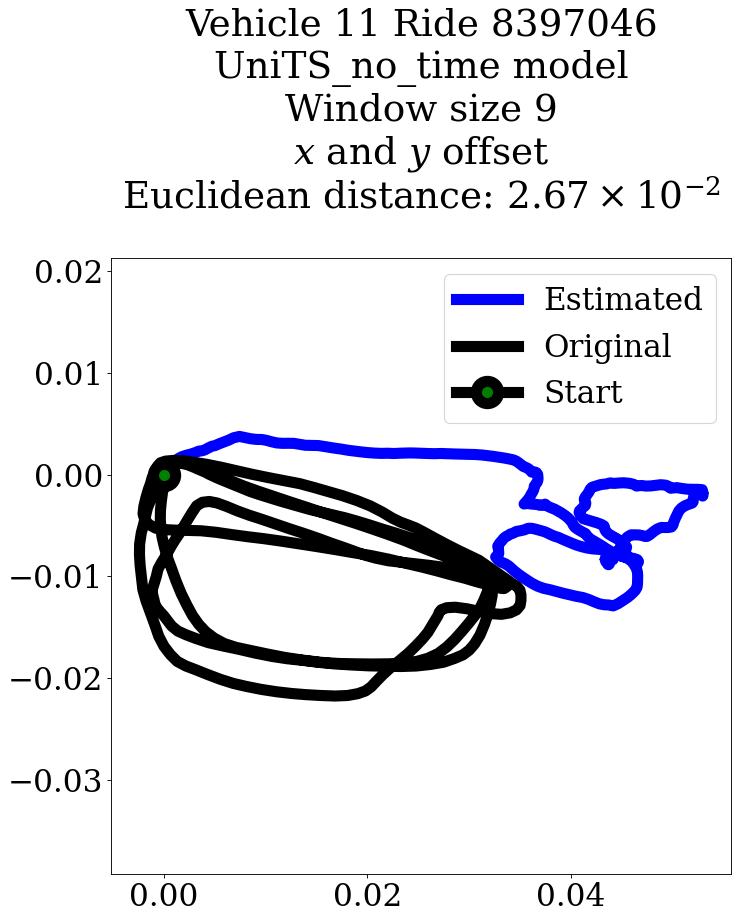 Vehicle 11 Ride 8397046
UniTS_no_time model
Window size 9
x and y offset
Euclidean distance: 2.67 × 10⁻²
Estimated
Original
Start
0.02
0.01
0.00
−0.01
−0.02
−0.03
0.00 0.02 0.04